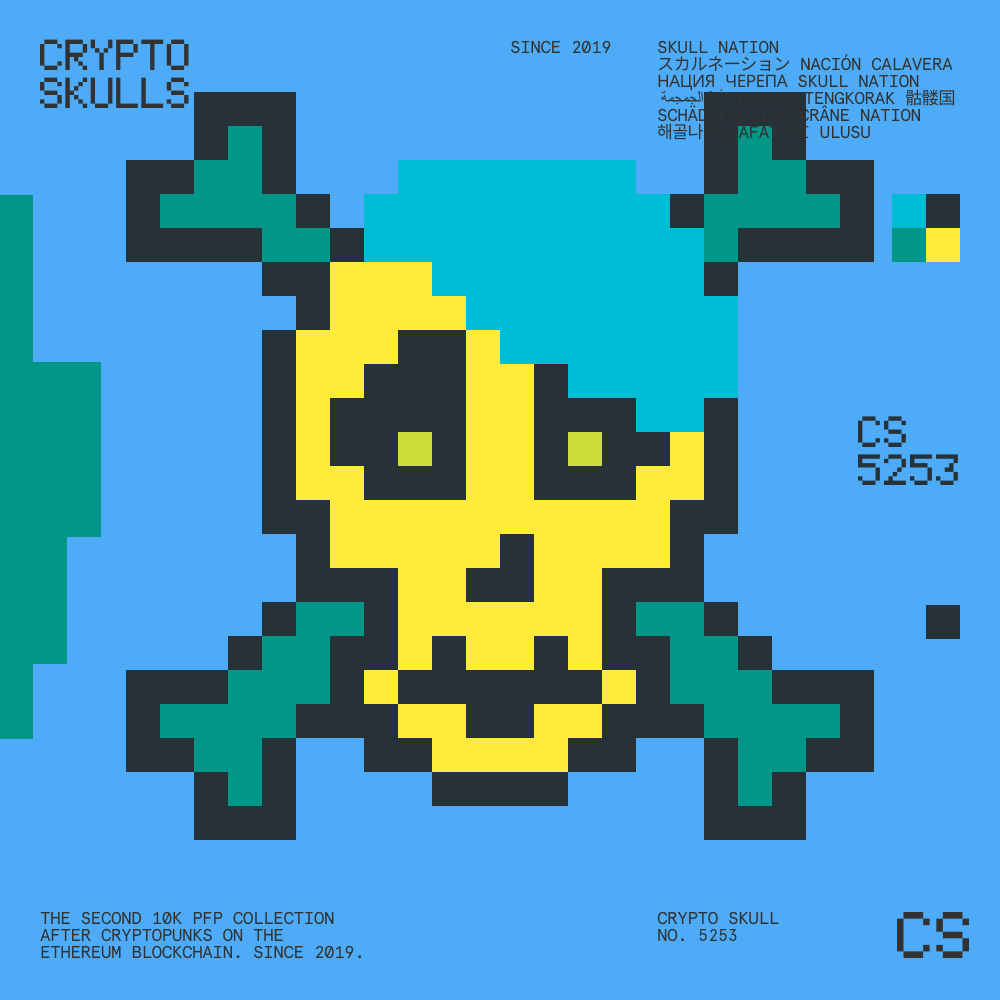 CRYPTO
SKULLS
SINCE 2019
SKULL NATION
スカルネーション NACIÓN CALAVERA
НАЦИЯ ЧЕРЕПА SKULL NATION
TENGKORAK 骷髅国
CRÂNE NATION
ULUSU
CS
5253
THE SECOND 10K PFP COLLECTION
AFTER CRYPTOPUNKS ON THE
ETHEREUM BLOCKCHAIN. SINCE 2019.
CRYPTO SKULL
NO. 5253
CS